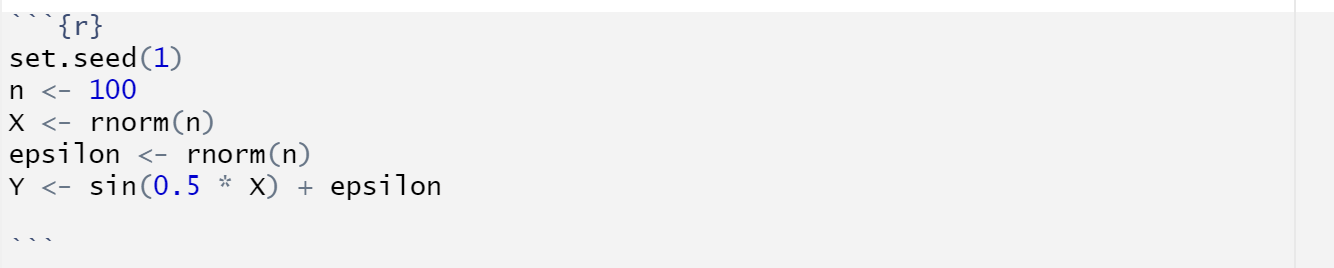 ```{r}
set.seed(1)
n <- 100
X <- rnorm(n)
epsilon <- rnorm(n)
Y <- sin(0.5 * X) + epsilon
```